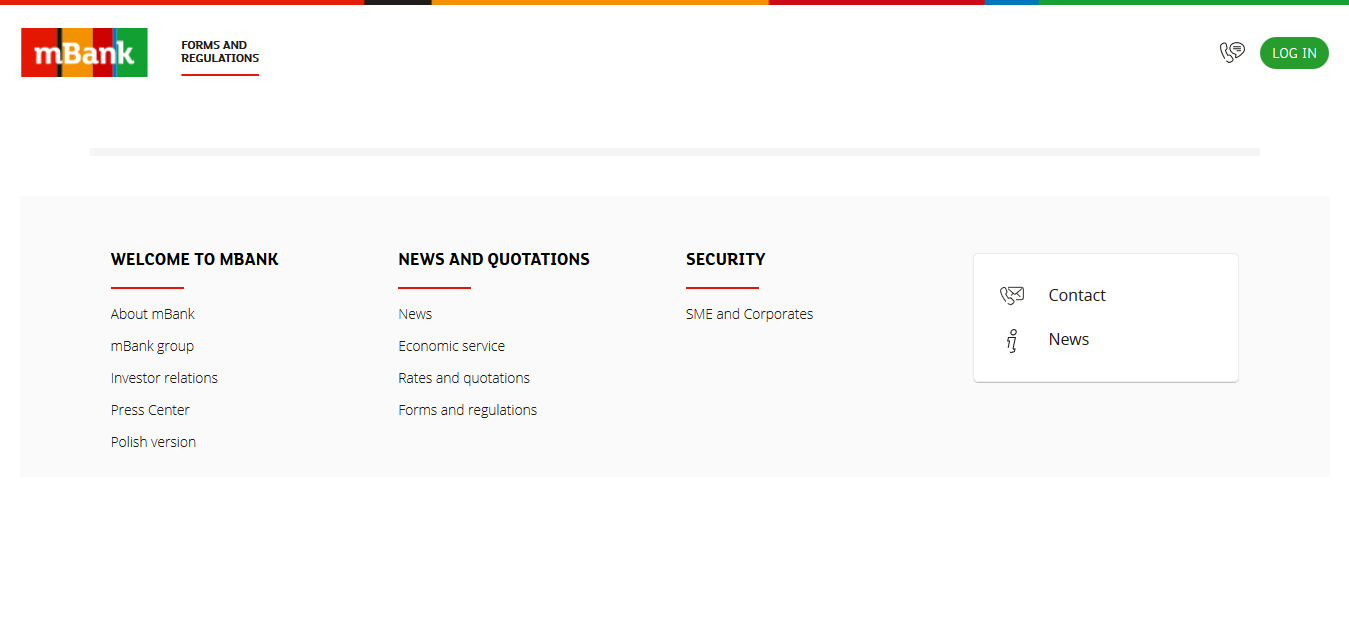 mBank
FORMS AND
REGULATIONS
LOG IN
WELCOME TO MBANK
About mBank
mBank group
Investor relations
Press Center
Polish version
NEWS AND QUOTATIONS
News
Economic service
Rates and quotations
Forms and regulations
SECURITY
SME and Corporates
Contact
News